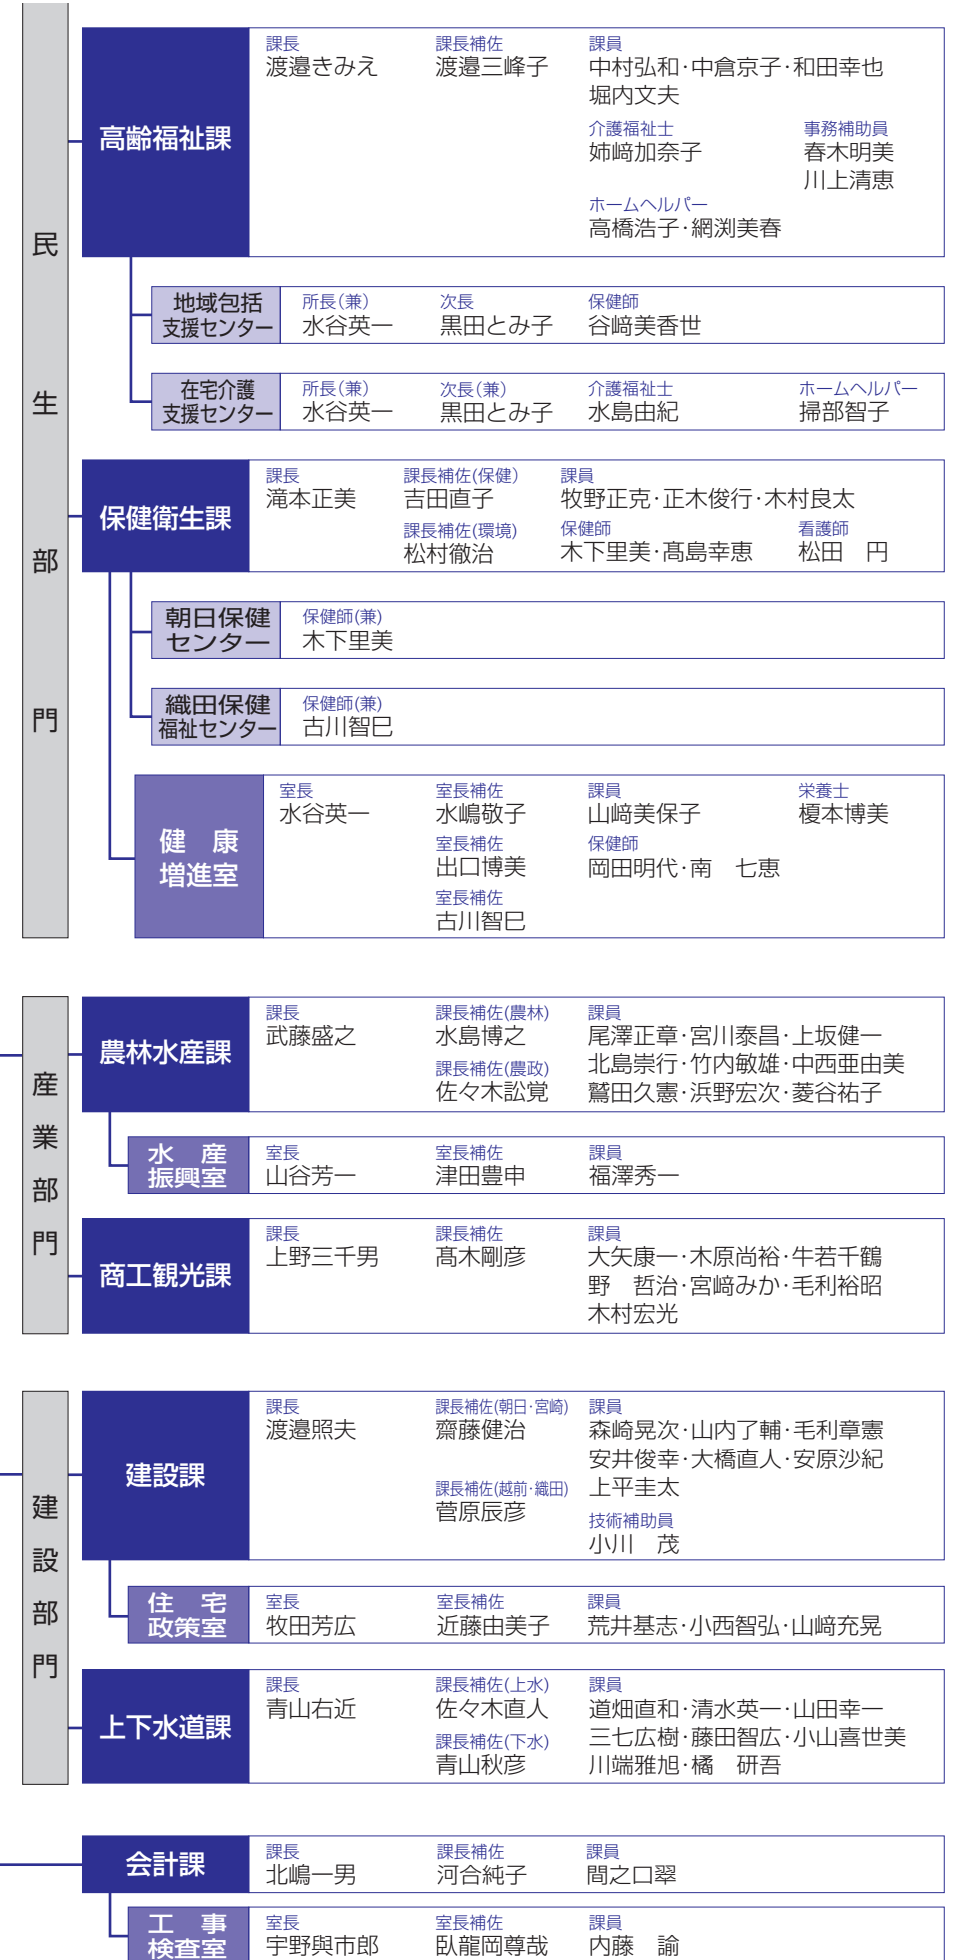 民生部門
高齢福祉課
課長 課長補佐 課員
渡邉きみえ 渡邉三峰子 中村弘和・中倉京子・和田幸也
堀内文夫
介護福祉士 事務補助員
姉﨑加奈子 春木明美
川上清恵
ホームヘルパー
高橋浩子・網渕美春
地域包括
支援センター
所長（兼） 次長 保健師
水谷英一 黒田とみ子 谷﨑美香世
在宅介護
支援センター
所長（兼） 次長（兼） 介護福祉士 ホームヘルパー
水谷英一 黒田とみ子 水島由紀 掃部智子
保健衛生課
課長 課長補佐(保健) 課員
滝本正美 吉田直子 牧野正克・正木俊行・木村良太
課長補佐(環境) 保健師 看護師
松村徹治 木下里美・髙島幸恵 松田　円
朝日保健
センター
保健師(兼)
木下里美
織田保健
福祉センター
保健師(兼)
古川智巳
健　康
増進室
室長 室長補佐 課員 栄養士
水谷英一 水嶋敬子 山﨑美保子 榎本博美
室長補佐 保健師
出口博美 岡田明代・南　七恵
室長補佐
古川智巳
産業部門
農林水産課
課長 課長補佐(農林) 課員
武藤盛之 水島博之 尾澤正章・宮川泰昌・上坂健一
課長補佐(農政) 北島崇行・竹内敏雄・中西亜由美
佐々木訟覚 鷲田久憲・浜野宏次・菱谷祐子
水　産
振興室
室長 室長補佐 課員
山谷芳一 津田豊申 福澤秀一
商工観光課
課長 課長補佐 課員
上野三千男 髙木剛彦 大矢康一・木原尚裕・牛若千鶴
野　哲治・宮﨑みか・毛利裕昭
木村宏光
建設部門
建設課
課長 課長補佐(朝日・宮崎) 課員
渡邉照夫 齋藤健治 森崎晃次・山内了輔・毛利章憲
安井俊幸・大橋直人・安原沙紀
課長補佐(越前・織田) 上平圭太
菅原辰彦
技術補助員
小川　茂
住　宅
政策室
室長 室長補佐 課員
牧田芳広 近藤由美子 荒井基志・小西智弘・山﨑充晃
上下水道課
課長 課長補佐(上水) 課員
青山右近 佐々木直人 道畑直和・清水英一・山田幸一
課長補佐(下水) 三七広樹・藤田智広・小山喜世美
青山秋彦 川端雅旭・橘　研吾
会計課
課長 課長補佐 課員
北嶋一男 河合純子 間之口翠
工　事
検査室
室長 室長補佐 課員
宇野與市郎 臥龍岡尊哉 内藤　諭